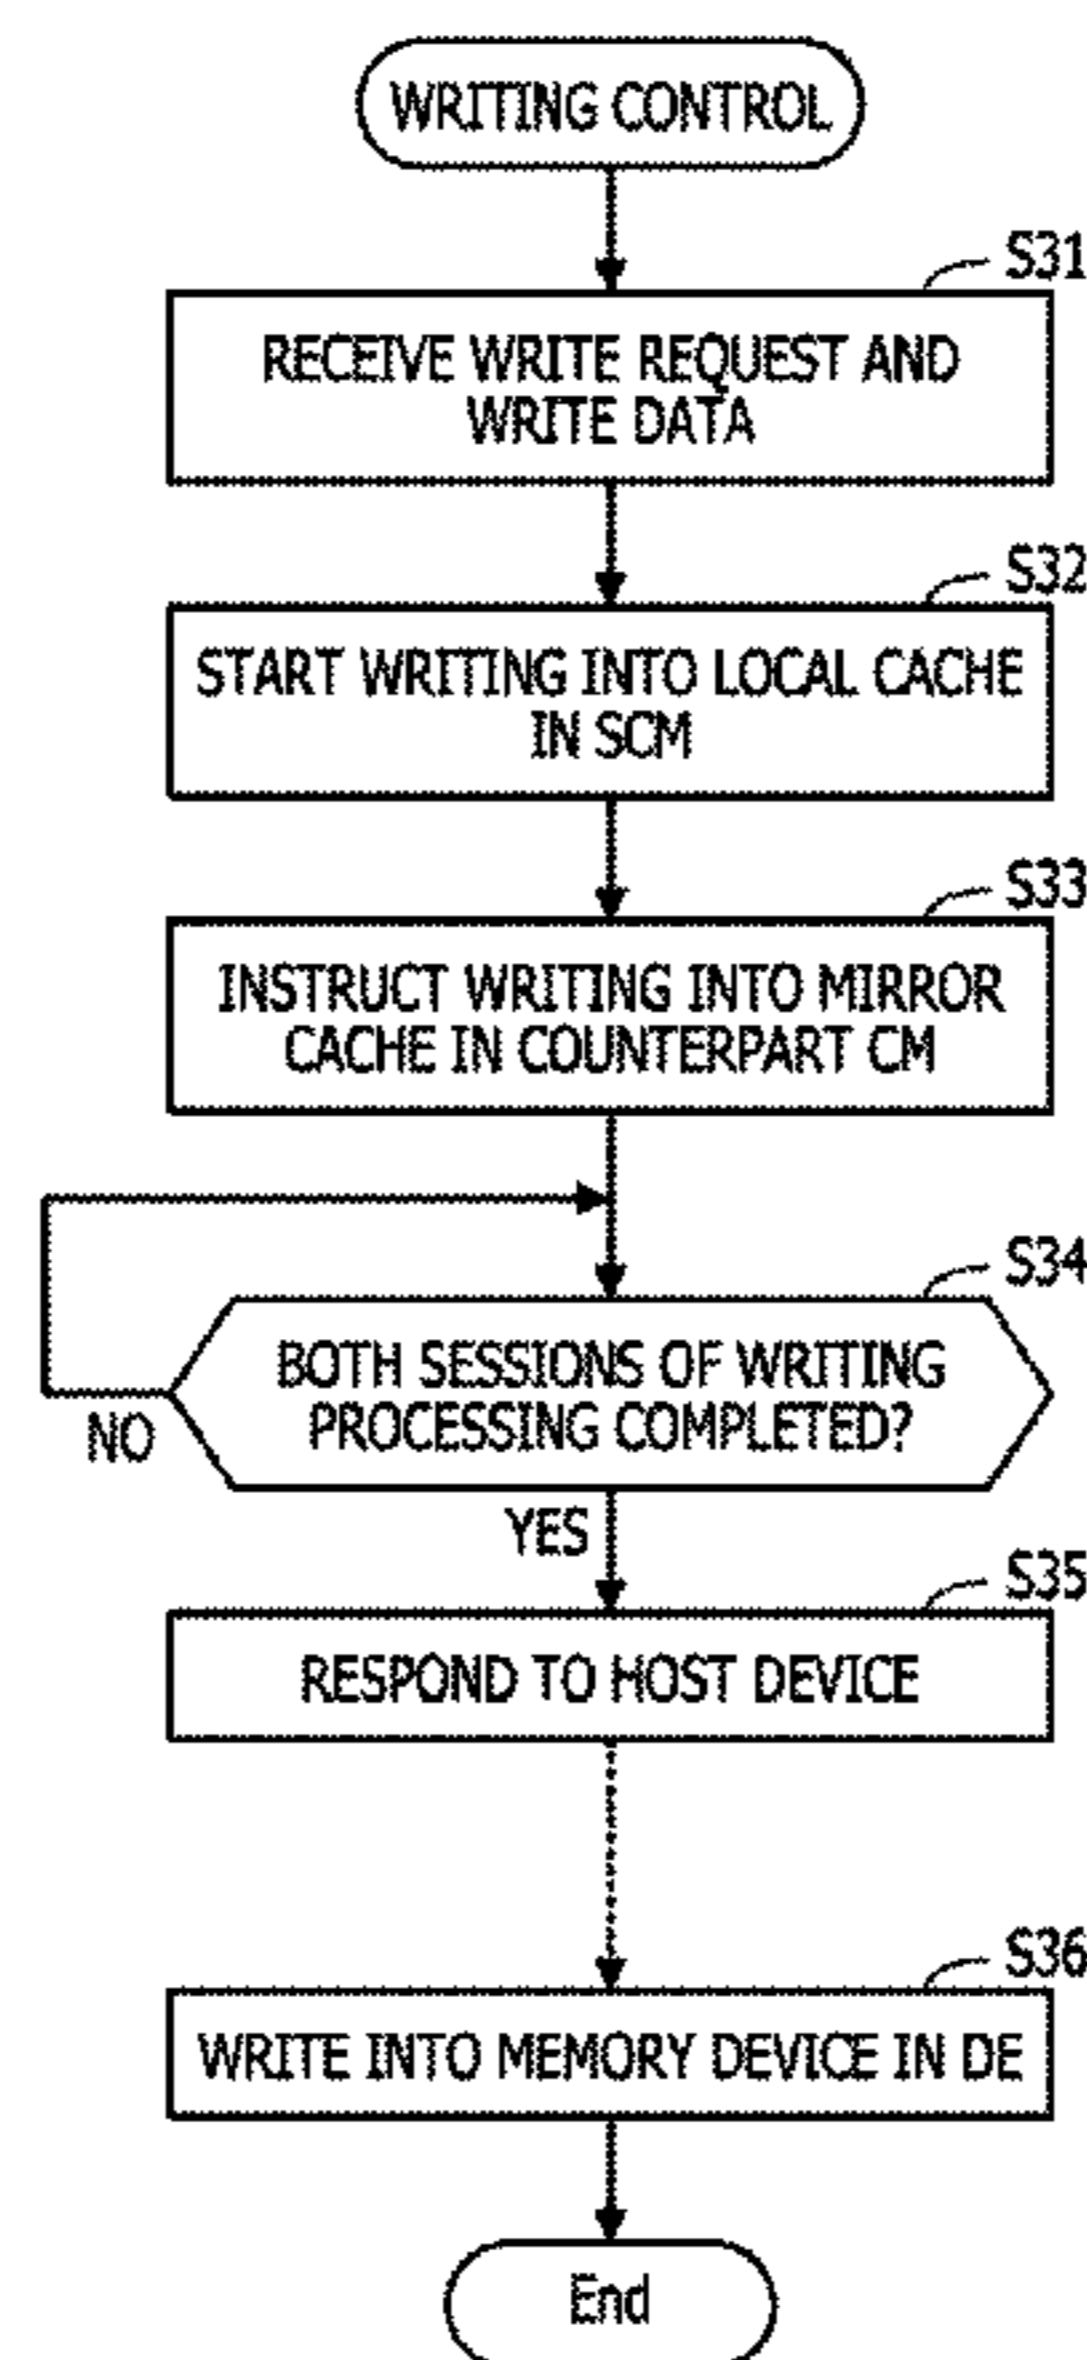 WRITING CONTROL
S31
RECEIVE WRITE REQUEST AND
WRITE DATA
S32
START WRITING INTO LOCAL CACHE
IN SCM
S33
INSTRUCT WRITING INTO MIRROR
CACHE IN COUNTERPART CM
S34
BOTH SESSIONS OF WRITING
PROCESSING COMPLETED?
NO
YES
S35
RESPOND TO HOST DEVICE
S36
WRITE INTO MEMORY DEVICE IN DE
End